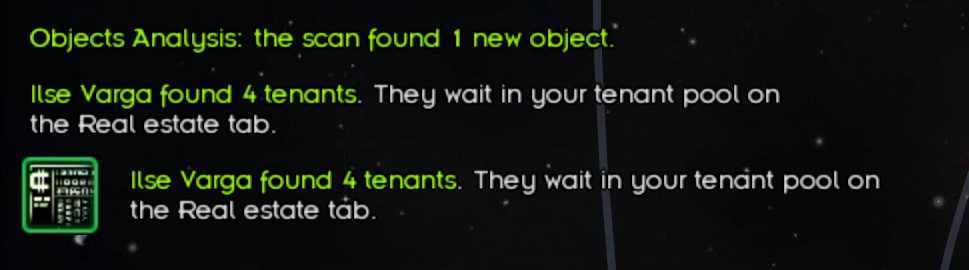 Objects Analysis: the scan found 1 new object.
Ilse Varga found 4 tenants. They wait in your tenant pool on
the Real estate tab.
Ilse Varga found 4 tenants. They wait in your tenant pool on
the Real estate tab.